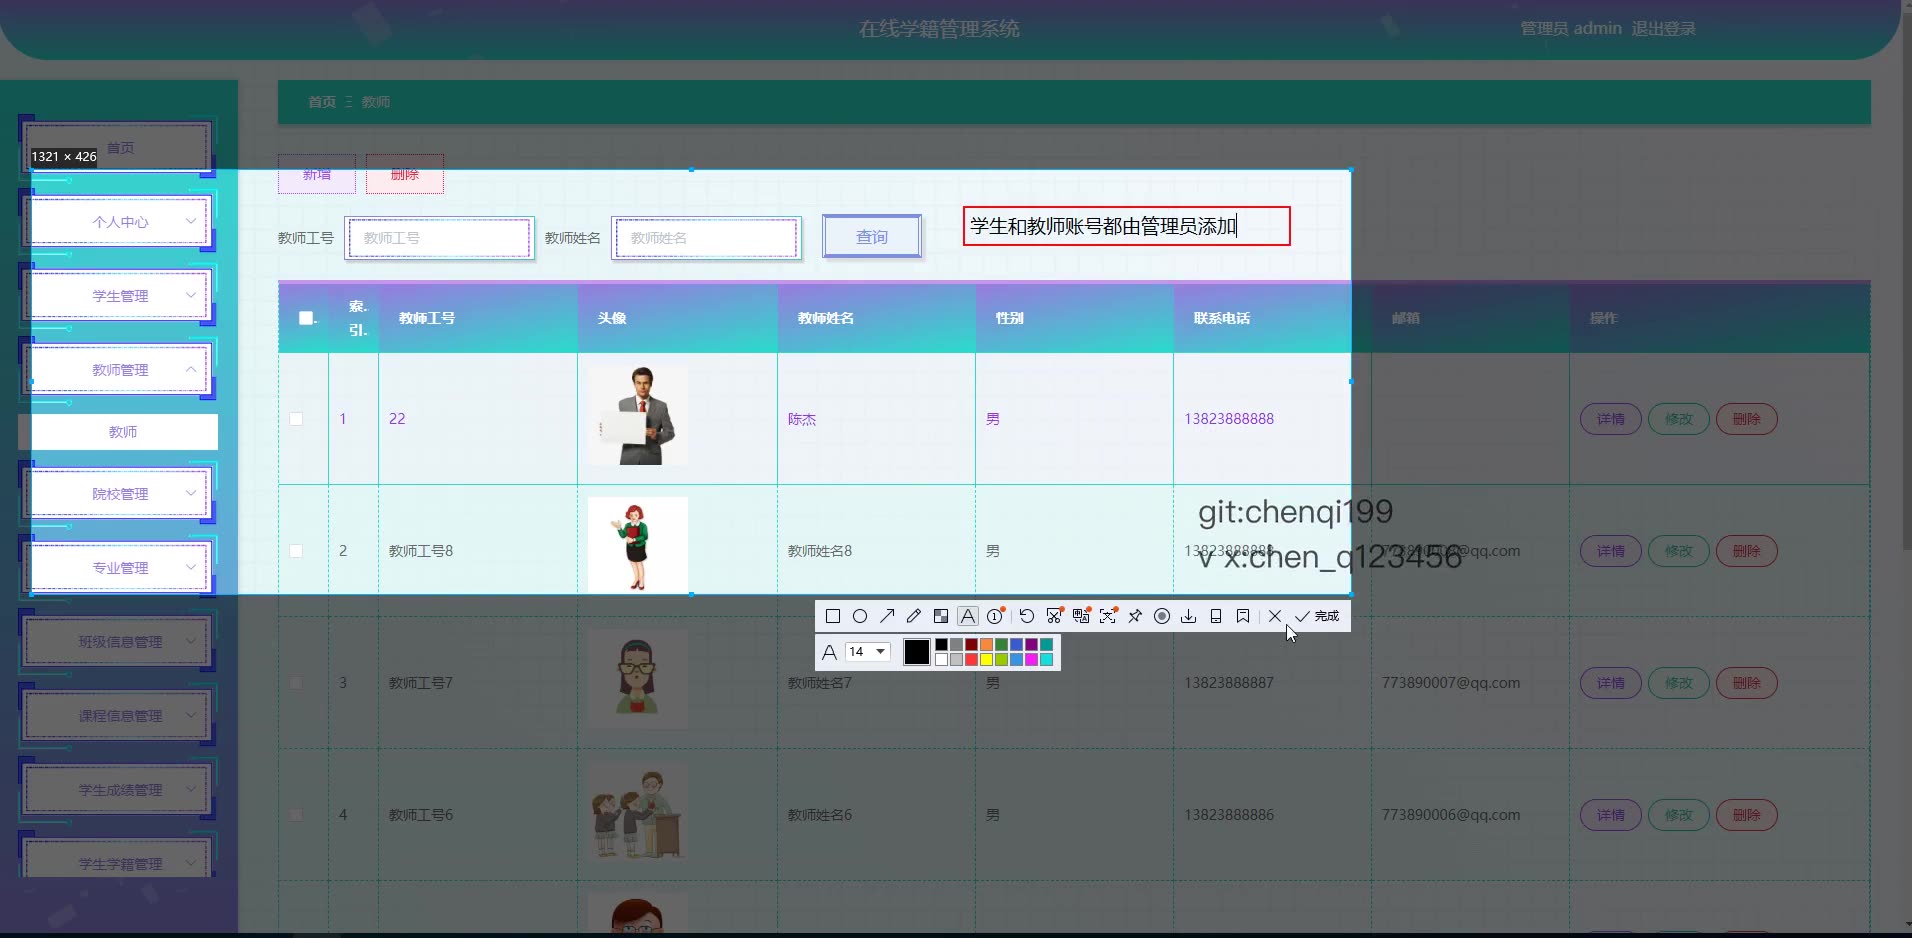 在线学籍管理系统
管理员 admin 退出登录
首页 Ξ 教师
首页
1321 × 426
新增 删除
个人中心
教师工号 教师工号 教师姓名 教师姓名 查询
学生和教师账号都由管理员添加
学生管理
索..引.. 教师工号 头像 教师姓名 性别 联系电话 邮箱 操作
教师管理
1 22 陈杰 男 13823888888 详情 修改 删除
教师
院校管理
git:chenqi199
2 教师工号8 教师姓名8 男 13823888888 773890008@qq.com 详情 修改 删除
v x:chen_q123456
专业管理
完成
班级信息管理
14
3 教师工号7 教师姓名7 男 13823888887 773890007@qq.com 详情 修改 删除
课程信息管理
学生成绩管理
4 教师工号6 教师姓名6 男 13823888886 773890006@qq.com 详情 修改 删除
学生学籍管理